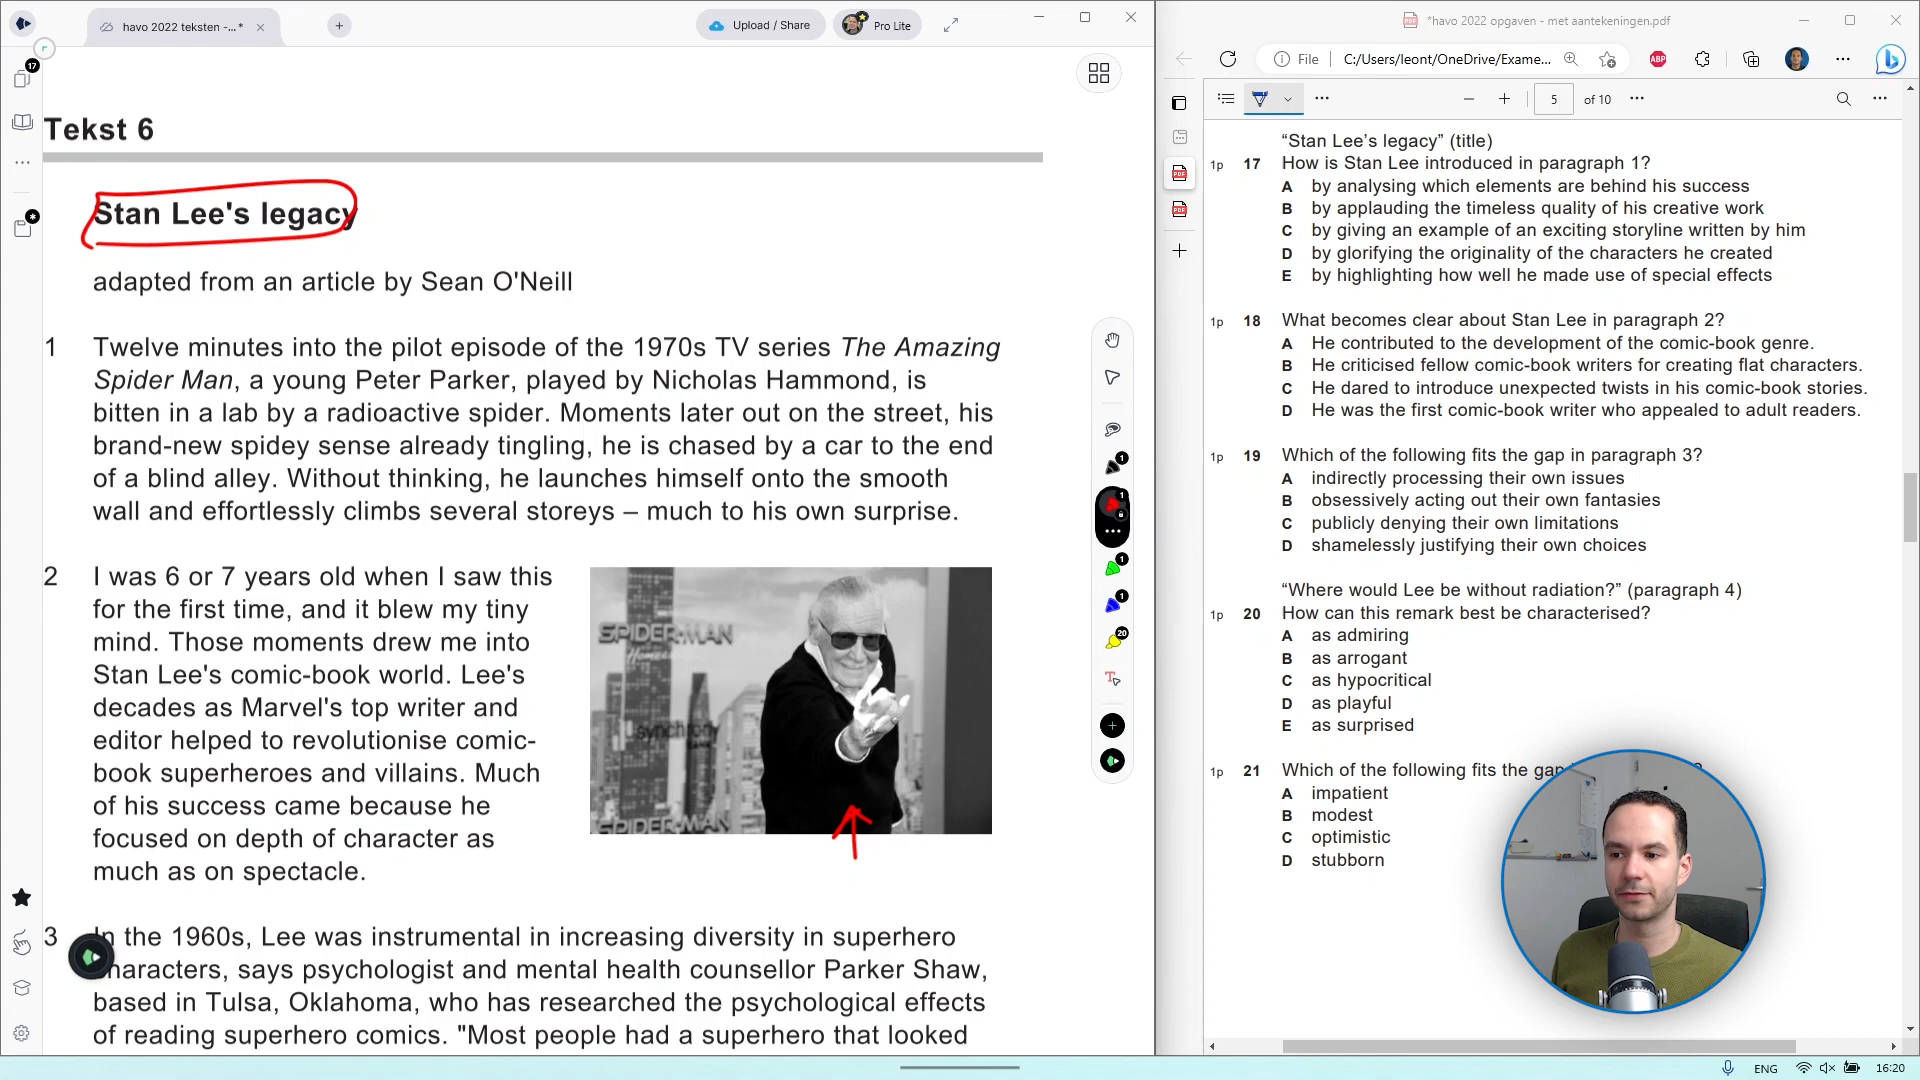 havo 2022 teksten -...*
Upload / Share
Pro Lite
17
Tekst 6
Stan Lee's legacy
adapted from an article by Sean O'Neill
1 Twelve minutes into the pilot episode of the 1970s TV series The Amazing
Spider Man, a young Peter Parker, played by Nicholas Hammond, is
bitten in a lab by a radioactive spider. Moments later out on the street, his
brand-new spidey sense already tingling, he is chased by a car to the end
of a blind alley. Without thinking, he launches himself onto the smooth
wall and effortlessly climbs several storeys – much to his own surprise.
2 I was 6 or 7 years old when I saw this
for the first time, and it blew my tiny
mind. Those moments drew me into
Stan Lee's comic-book world. Lee's
decades as Marvel's top writer and
editor helped to revolutionise comic-
book superheroes and villains. Much
of his success came because he
focused on depth of character as
much as on spectacle.
SPIDER-MAN
Homecoming
synchrony
BANK
SPIDER-MAN
3 In the 1960s, Lee was instrumental in increasing diversity in superhero
characters, says psychologist and mental health counsellor Parker Shaw,
based in Tulsa, Oklahoma, who has researched the psychological effects
of reading superhero comics. "Most people had a superhero that looked
1
1
1
1
20
*havo 2022 opgaven - met aantekeningen.pdf
File C:/Users/leont/OneDrive/Exame...
ABP
5 of 10
“Stan Lee’s legacy” (title)
1p 17 How is Stan Lee introduced in paragraph 1?
A by analysing which elements are behind his success
B by applauding the timeless quality of his creative work
C by giving an example of an exciting storyline written by him
D by glorifying the originality of the characters he created
E by highlighting how well he made use of special effects
1p 18 What becomes clear about Stan Lee in paragraph 2?
A He contributed to the development of the comic-book genre.
B He criticised fellow comic-book writers for creating flat characters.
C He dared to introduce unexpected twists in his comic-book stories.
D He was the first comic-book writer who appealed to adult readers.
1p 19 Which of the following fits the gap in paragraph 3?
A indirectly processing their own issues
B obsessively acting out their own fantasies
C publicly denying their own limitations
D shamelessly justifying their own choices
“Where would Lee be without radiation?” (paragraph 4)
1p 20 How can this remark best be characterised?
A as admiring
B as arrogant
C as hypocritical
D as playful
E as surprised
1p 21 Which of the following fits the gap
A impatient
B modest
C optimistic
D stubborn
ENG 16:20